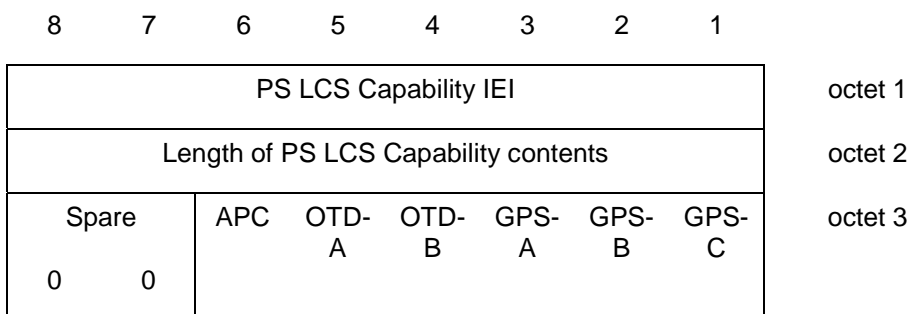 8 7 6 5 4 3 2 1
PS LCS Capability IEI octet 1
Length of PS LCS Capability contents octet 2
Spare APC OTD- OTD- GPS- GPS- GPS- octet 3
A B A B C
0 0